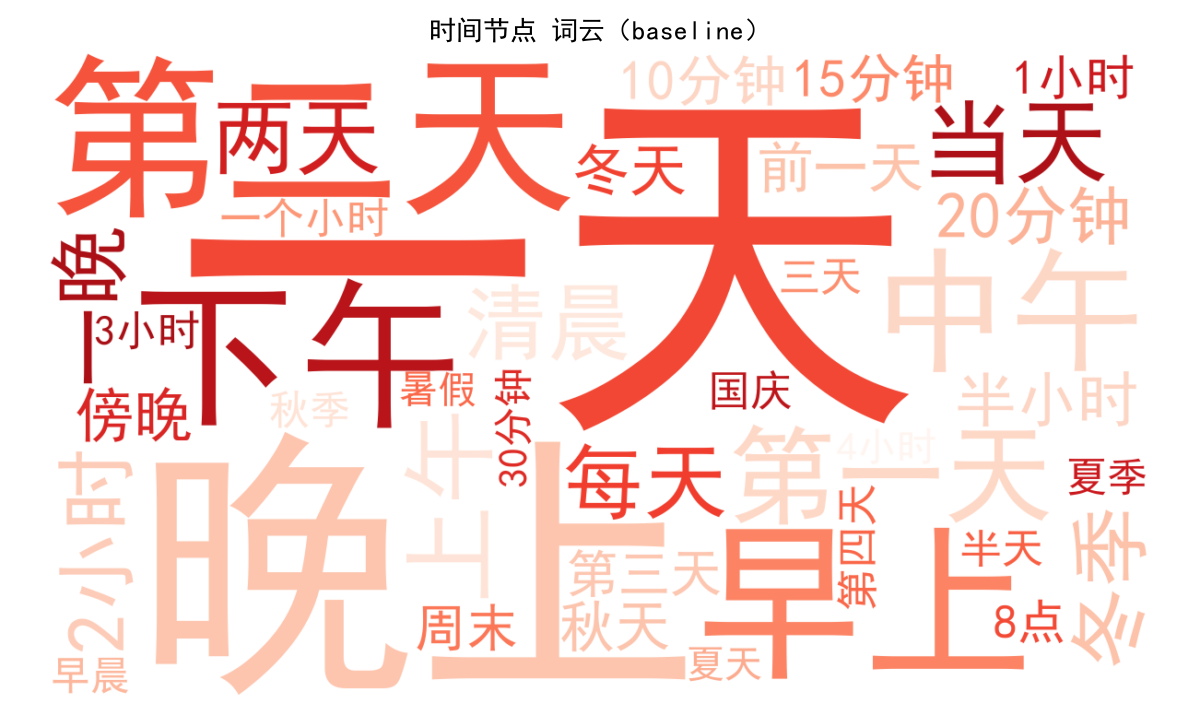 时间节点 词云（baseline）
第二天
两天
一天
10分钟
15分钟
1小时
冬天
前一天
当天
一个小时
20分钟
一晚
下午
3小时
清晨
三天
中午
傍晚
秋季
暑假
30分钟
国庆
半小时
晚上
上午
每天
第一天
4小时
夏季
2小时
第三天
早上
第四天
半天
冬季
周末
秋天
8点
夏天
早晨